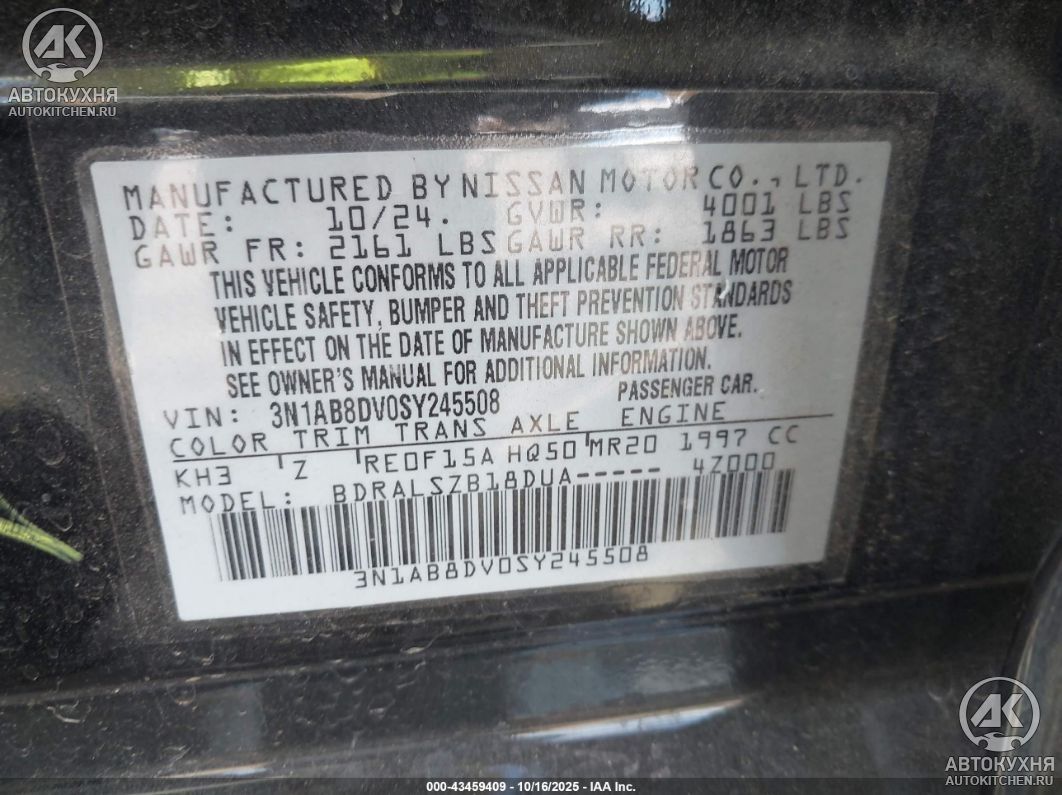 АК
АВТОКУХНЯ
AUTOKITCHEN.RU
MANUFACTURED BY NISSAN MOTOR CO., LTD.
DATE: 10/24. GVWR: 4001 LBS
GAWR FR: 2161 LBS GAWR RR: 1863 LBS
THIS VEHICLE CONFORMS TO ALL APPLICABLE FEDERAL MOTOR
VEHICLE SAFETY, BUMPER AND THEFT PREVENTION STANDARDS
IN EFFECT ON THE DATE OF MANUFACTURE SHOWN ABOVE.
SEE OWNER'S MANUAL FOR ADDITIONAL INFORMATION.
VIN: 3N1AB8DV0SY245508 PASSENGER CAR.
COLOR TRIM TRANS AXLE ENGINE
KH3 Z RE0F15A HQ50 MR20 1997 CC
MODEL: BDRALSZB18DUA----- 4Z000
3N1AB8DV0SY245508
АК
АВТОКУХНЯ
AUTOKITCHEN.RU
000-43459409 - 10/16/2025 - IAA Inc.